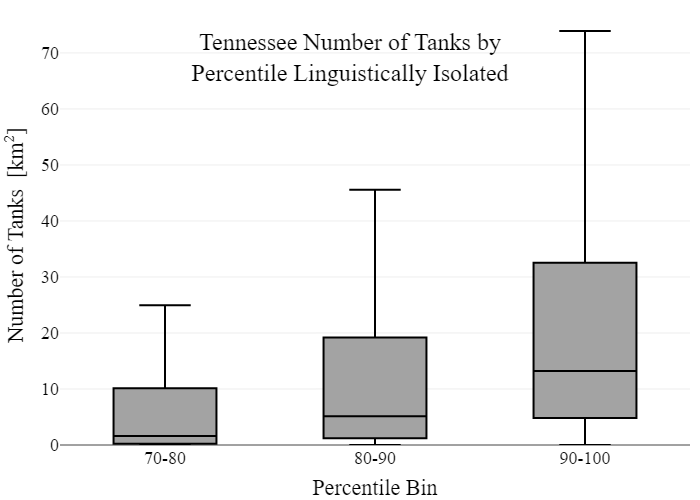 Tennessee Number of Tanks by
Percentile Linguistically Isolated
Number of Tanks [km²]
70
60
50
40
30
20
10
0
70-80
80-90
90-100
Percentile Bin